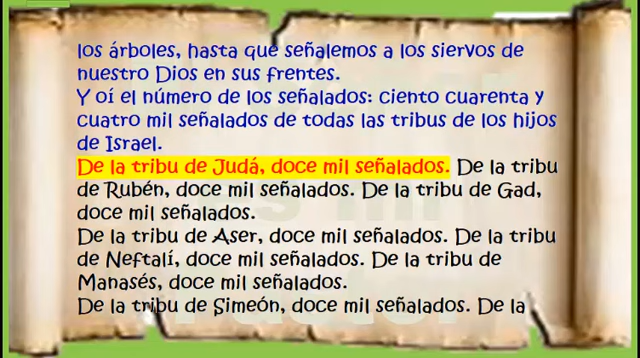 los árboles, hasta que señalemos a los siervos de
nuestro Dios en sus frentes.
Y oí el número de los señalados: ciento cuarenta y
cuatro mil señalados de todas las tribus de los hijos
de Israel.
De la tribu de Judá, doce mil señalados. De la tribu
de Rubén, doce mil señalados. De la tribu de Gad,
doce mil señalados.
De la tribu de Aser, doce mil señalados. De la tribu
de Neftalí, doce mil señalados. De la tribu de
Manasés, doce mil señalados.
De la tribu de Simeón, doce mil señalados. De la